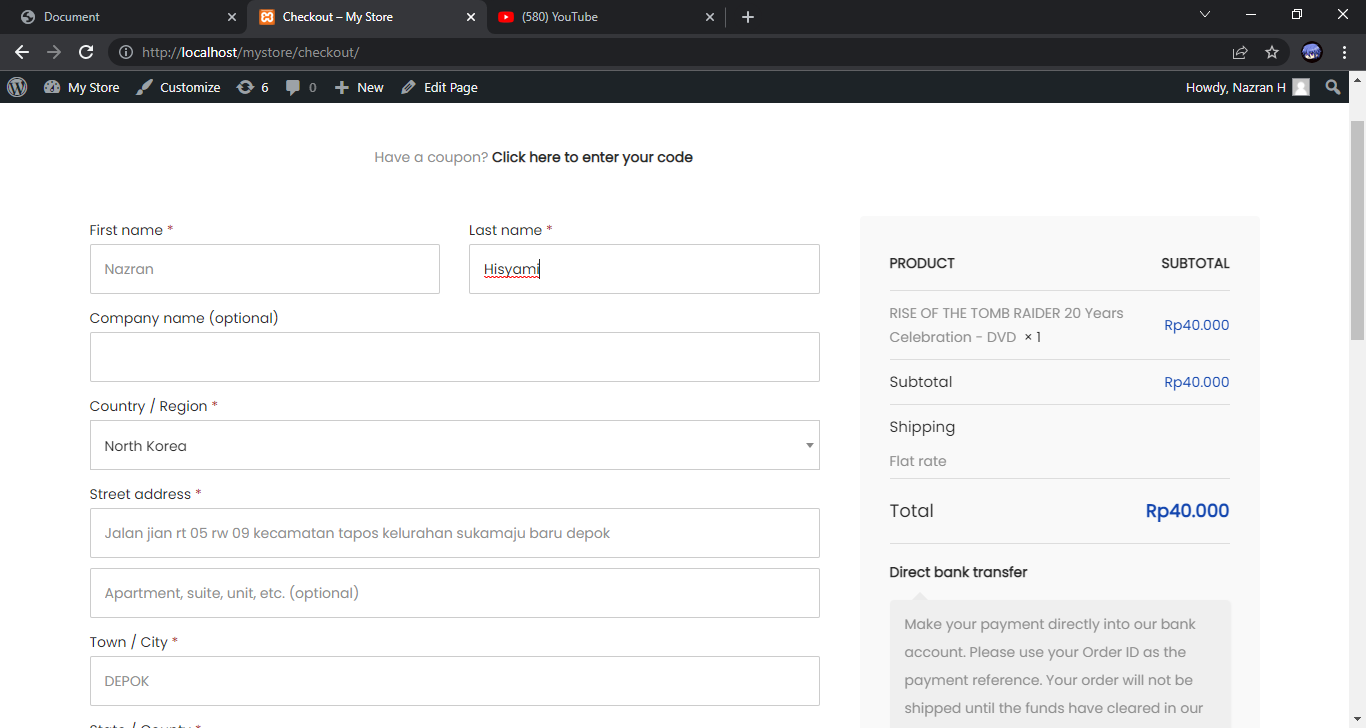 Document
Checkout – My Store
(580) YouTube
http://localhost/mystore/checkout/
My Store Customize 6 0 New Edit Page Howdy, Nazran H
Have a coupon? Click here to enter your code
First name *
Last name *
Nazran
Hisyami
Company name (optional)
Country / Region *
North Korea
Street address *
Jalan jian rt 05 rw 09 kecamatan tapos kelurahan sukamaju baru depok
Apartment, suite, unit, etc. (optional)
Town / City *
DEPOK
State / County *
PRODUCT SUBTOTAL
RISE OF THE TOMB RAIDER 20 Years
Celebration - DVD × 1
Rp40.000
Subtotal Rp40.000
Shipping
Flat rate
Total Rp40.000
Direct bank transfer
Make your payment directly into our bank
account. Please use your Order ID as the
payment reference. Your order will not be
shipped until the funds have cleared in our